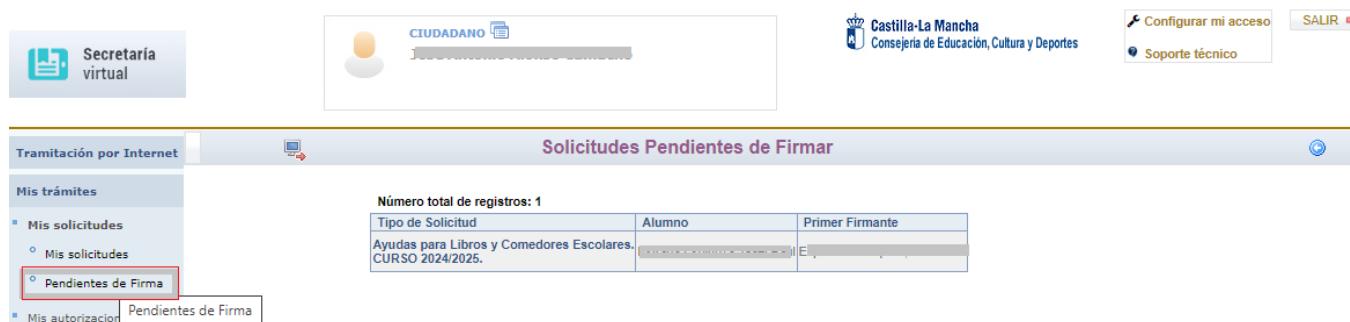 Secretaría
virtual
CIUDADANO
Castilla-La Mancha
Consejería de Educación, Cultura y Deportes
Configurar mi acceso
Soporte técnico
SALIR
Tramitación por Internet
Solicitudes Pendientes de Firmar
Mis trámites
Mis solicitudes
Mis solicitudes
Pendientes de Firma
Mis autorizacion
Pendientes de Firma
Número total de registros: 1
Tipo de Solicitud Alumno Primer Firmante
Ayudas para Libros y Comedores Escolares.
CURSO 2024/2025.